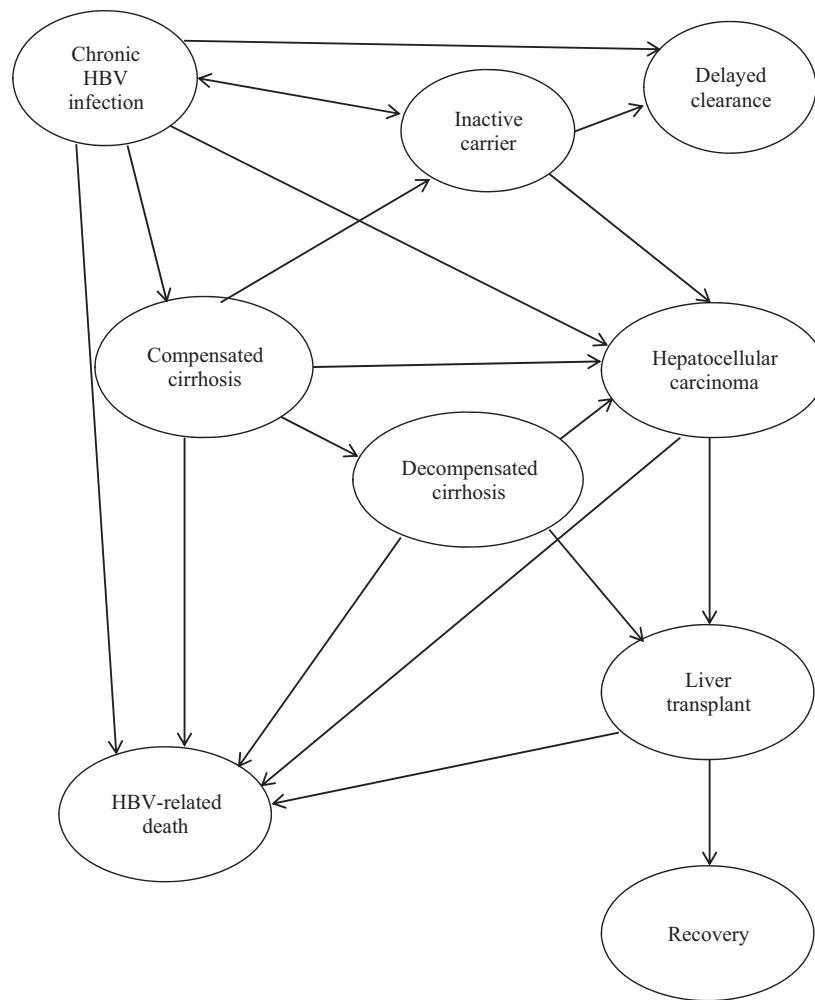 Chronic
HBV
infection
Delayed
clearance
Inactive
carrier
Compensated
cirrhosis
Hepatocellular
carcinoma
Decompensated
cirrhosis
Liver
transplant
HBV-related
death
Recovery